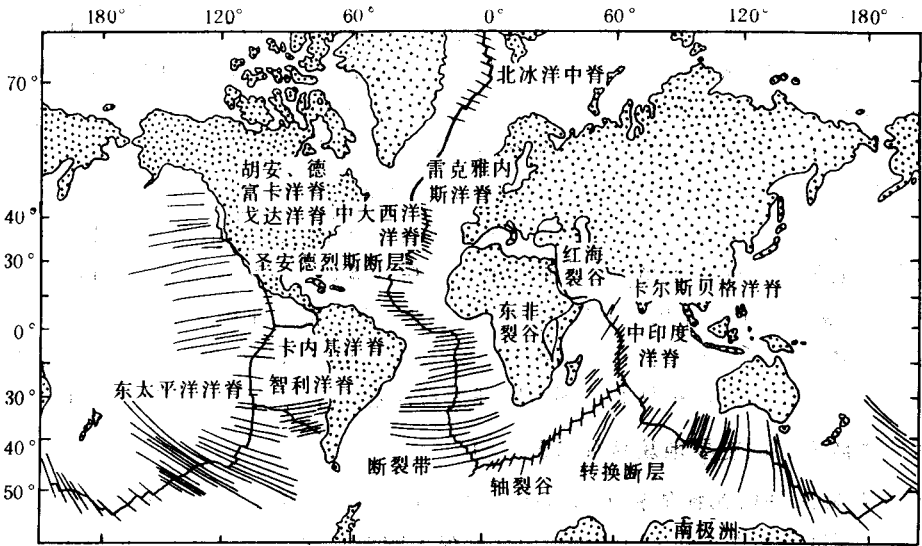 180° 120° 60° 0° 60° 120° 180°
北冰洋中脊
70°
胡安、德
富卡洋脊
戈达洋脊
雷克雅内
斯洋脊
中大西洋
洋脊
40°
圣安德烈斯断层
红海
裂谷
30°
卡尔斯贝格洋脊
东非
裂谷
0°
中印度
洋脊
卡内基洋脊
东太平洋洋脊
智利洋脊
30°
40°
断裂带
轴裂谷
转换断层
50°
南极洲